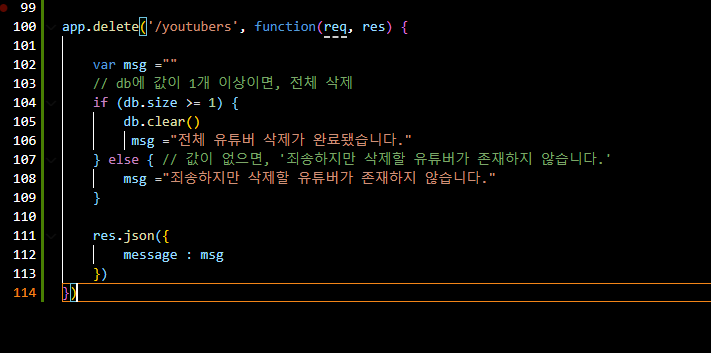 99
100 app.delete('/youtubers', function(req, res) {
101
102 var msg =""
103 // db에 값이 1개 이상이면, 전체 삭제
104 if (db.size >= 1) {
105 db.clear()
106 msg ="전체 유튜버 삭제가 완료됐습니다."
107 } else { // 값이 없으면, '죄송하지만 삭제할 유튜버가 존재하지 않습니다.'
108 msg ="죄송하지만 삭제할 유튜버가 존재하지 않습니다."
109 }
110
111 res.json({
112 message : msg
113 })
114 })